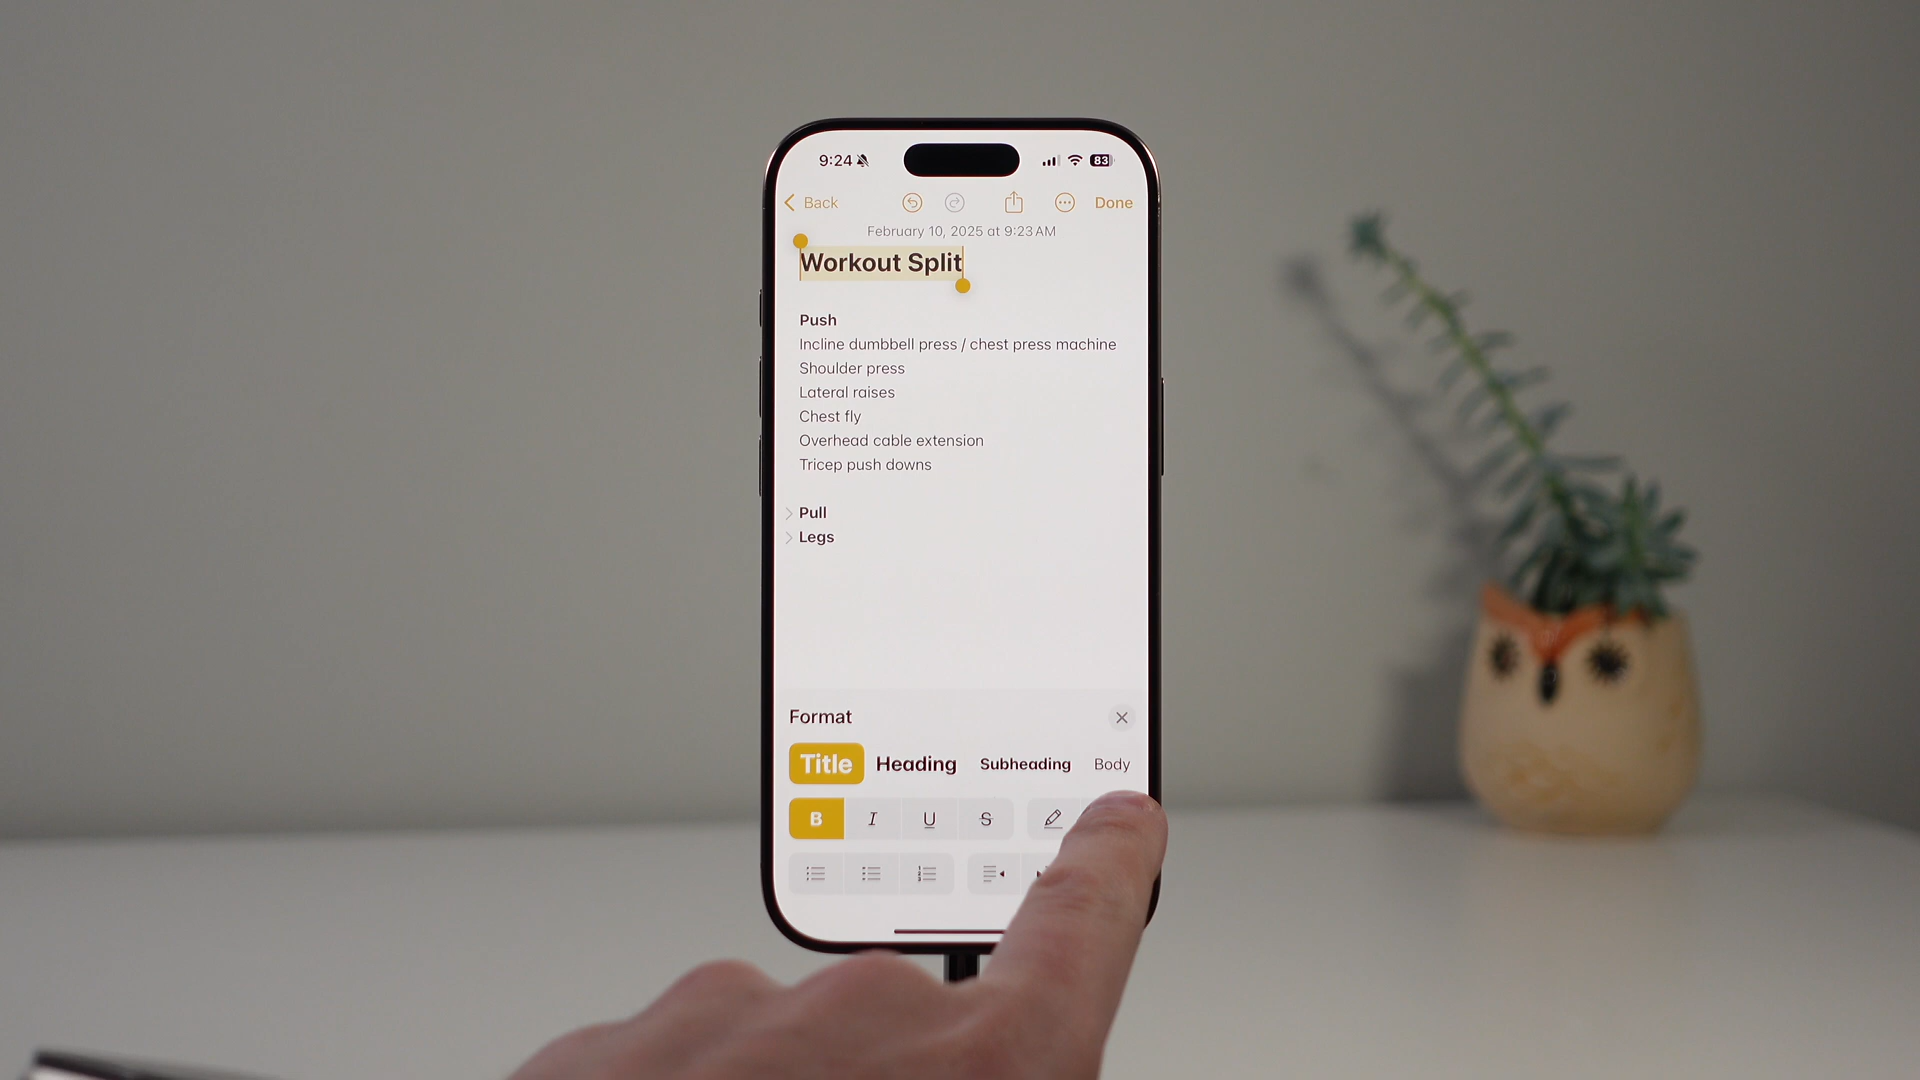 9:24
83
Back
Done
February 10, 2025 at 9:23 AM
Workout Split
Push
Incline dumbbell press / chest press machine
Shoulder press
Lateral raises
Chest fly
Overhead cable extension
Tricep push downs
Pull
Legs
Format
Title Heading Subheading Body
B I U S